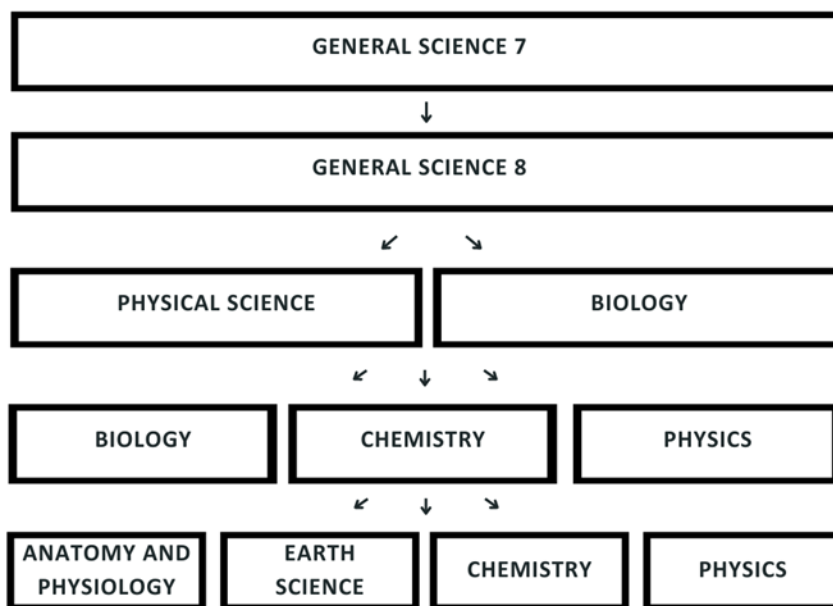 GENERAL SCIENCE 7
GENERAL SCIENCE 8
PHYSICAL SCIENCE
BIOLOGY
BIOLOGY
CHEMISTRY
PHYSICS
ANATOMY AND
PHYSIOLOGY
EARTH
SCIENCE
CHEMISTRY
PHYSICS